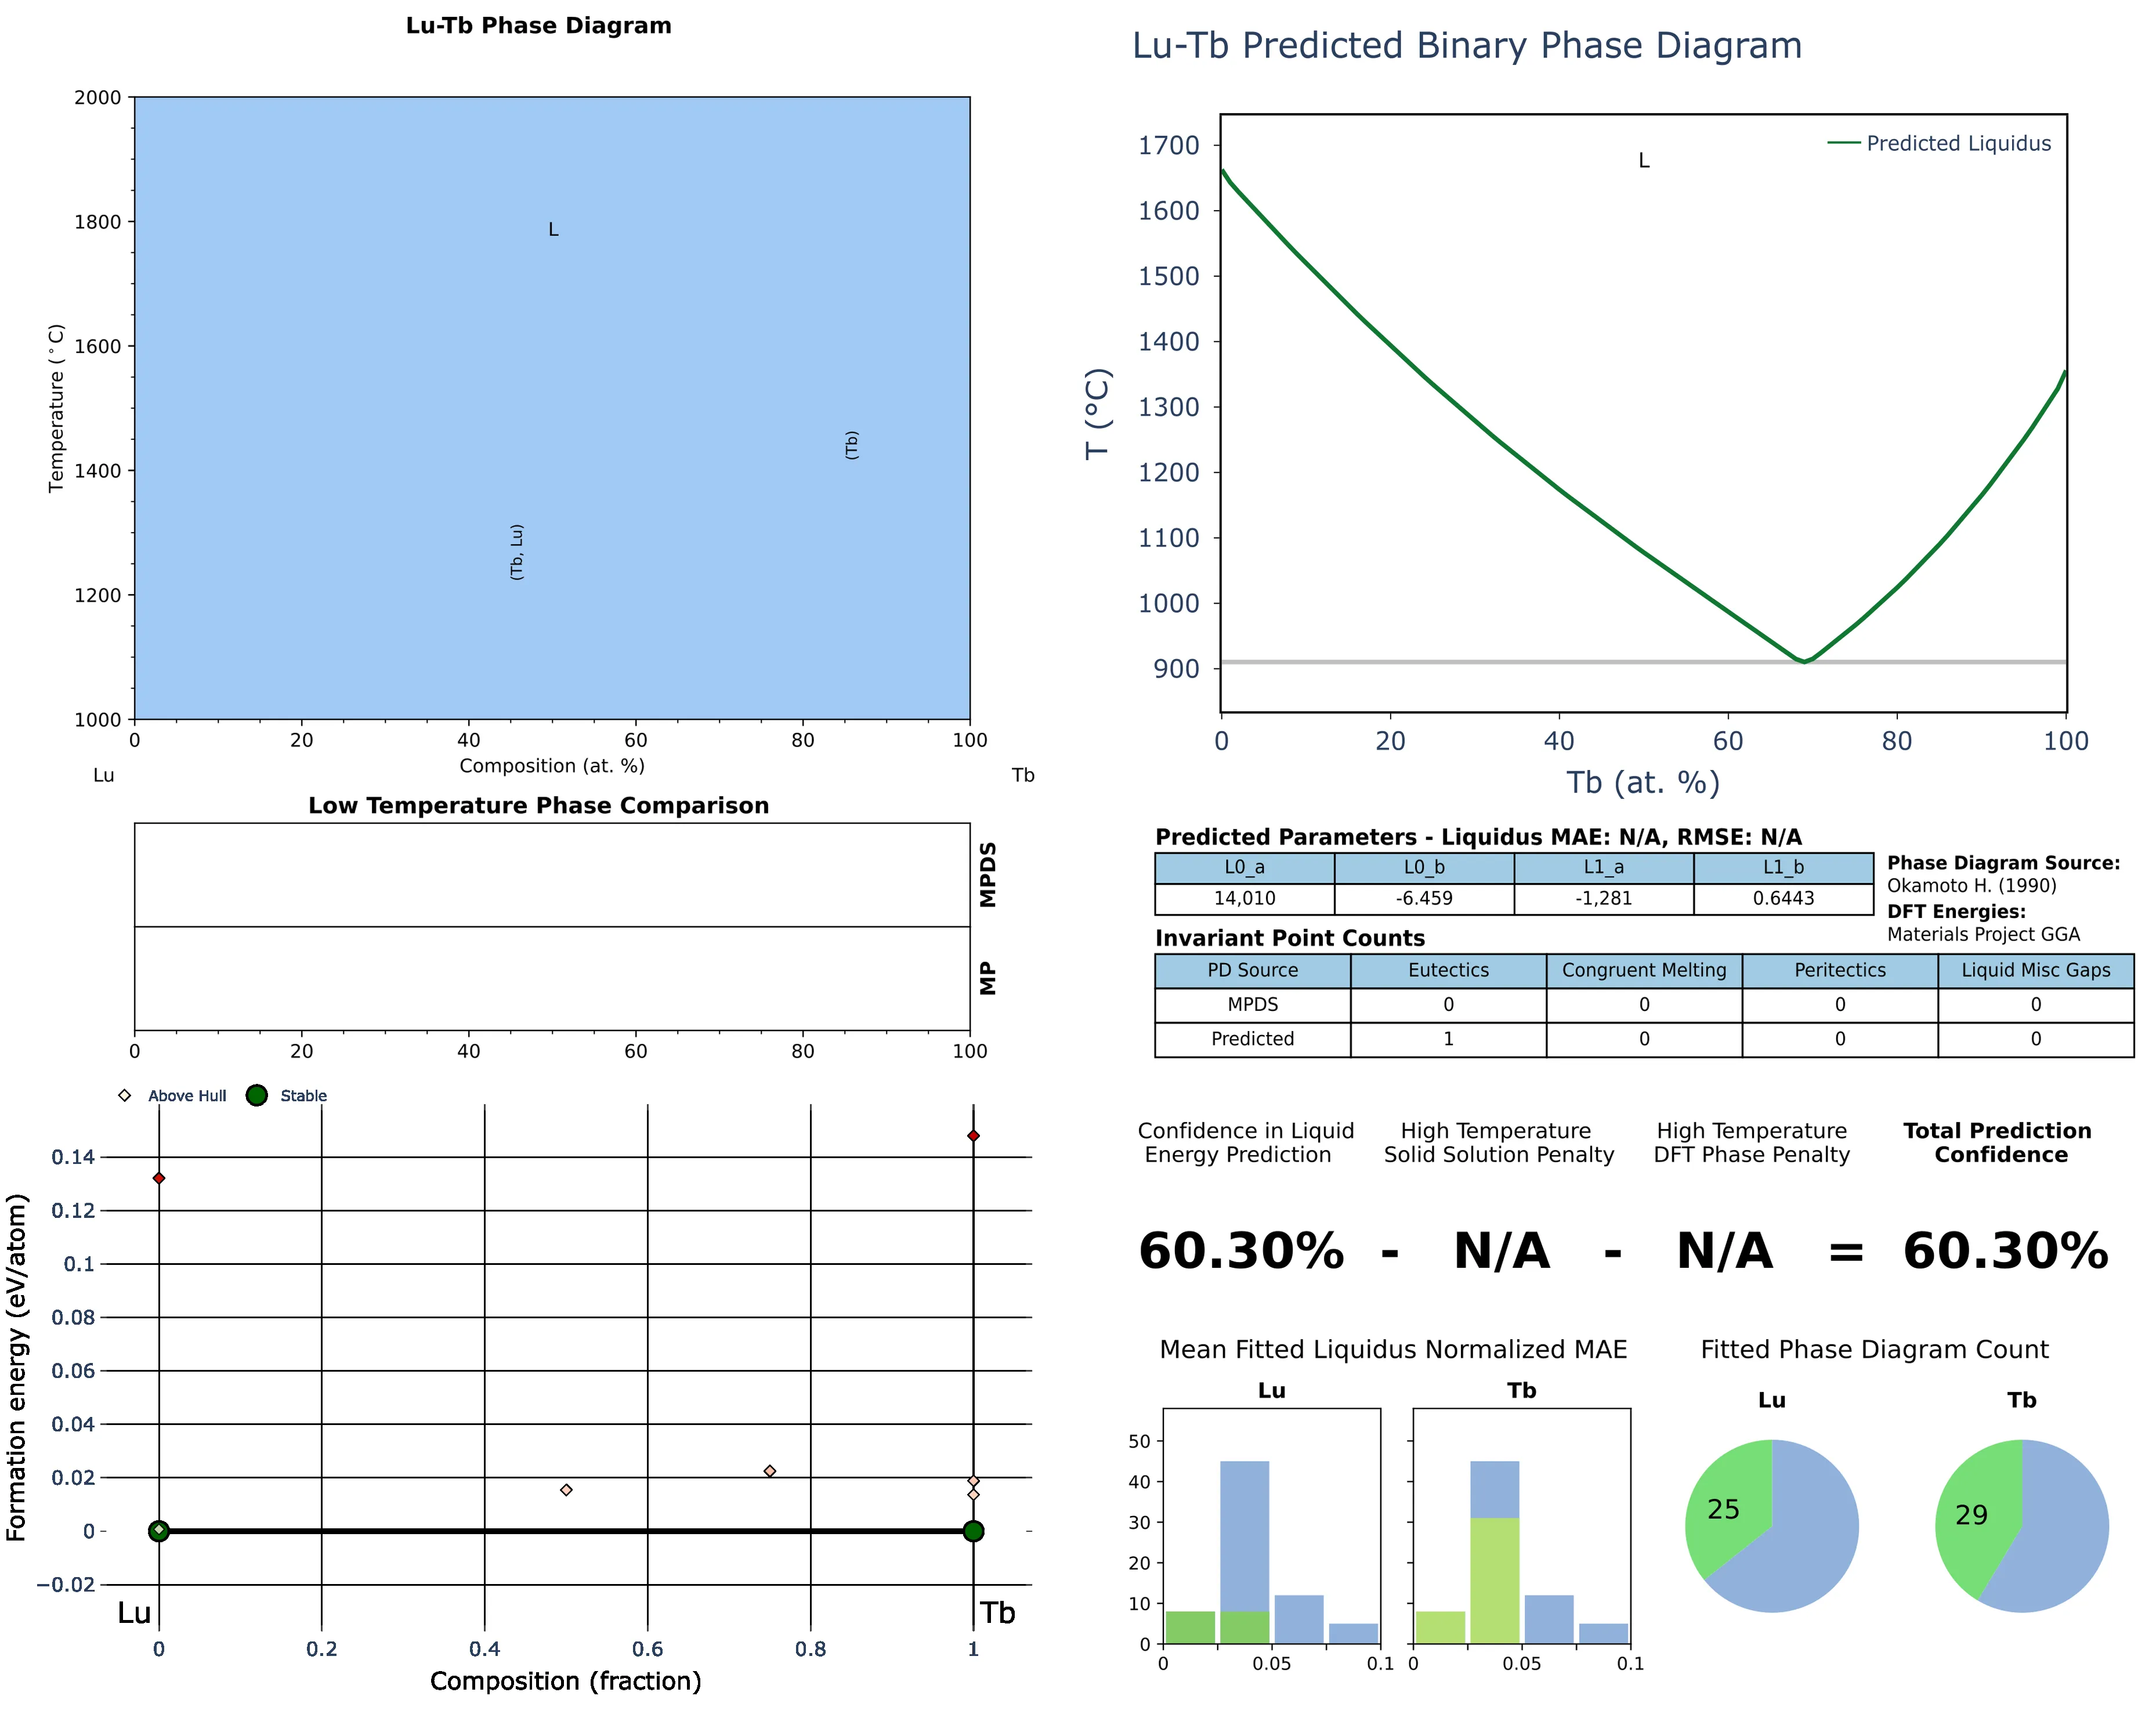 Lu-Tb Phase Diagram
2000
1800
1600
1400
1200
1000
Temperature (°C)
L
(Tb)
(Tb, Lu)
0 20 40 60 80 100
Lu Composition (at. %) Tb
Low Temperature Phase Comparison
MPDS
MP
0 20 40 60 80 100
Above Hull Stable
0.14
0.12
0.1
0.08
0.06
0.04
0.02
0
−0.02
Formation energy (eV/atom)
Lu Tb
0 0.2 0.4 0.6 0.8 1
Composition (fraction)
Lu-Tb Predicted Binary Phase Diagram
1700
1600
1500
1400
1300
1200
1100
1000
900
T (°C)
L
Predicted Liquidus
0 20 40 60 80 100
Tb (at. %)
Predicted Parameters - Liquidus MAE: N/A, RMSE: N/A
L0_a L0_b L1_a L1_b
14,010 -6.459 -1,281 0.6443
Phase Diagram Source:
Okamoto H. (1990)
DFT Energies:
Materials Project GGA
Invariant Point Counts
PD Source Eutectics Congruent Melting Peritectics Liquid Misc Gaps
MPDS 0 0 0 0
Predicted 1 0 0 0
Confidence in Liquid
Energy Prediction
High Temperature
Solid Solution Penalty
High Temperature
DFT Phase Penalty
Total Prediction
Confidence
60.30% - N/A - N/A = 60.30%
Mean Fitted Liquidus Normalized MAE
Lu Tb
50
40
30
20
10
0
0 0.05 0.1 0 0.05 0.1
Fitted Phase Diagram Count
Lu Tb
25 29